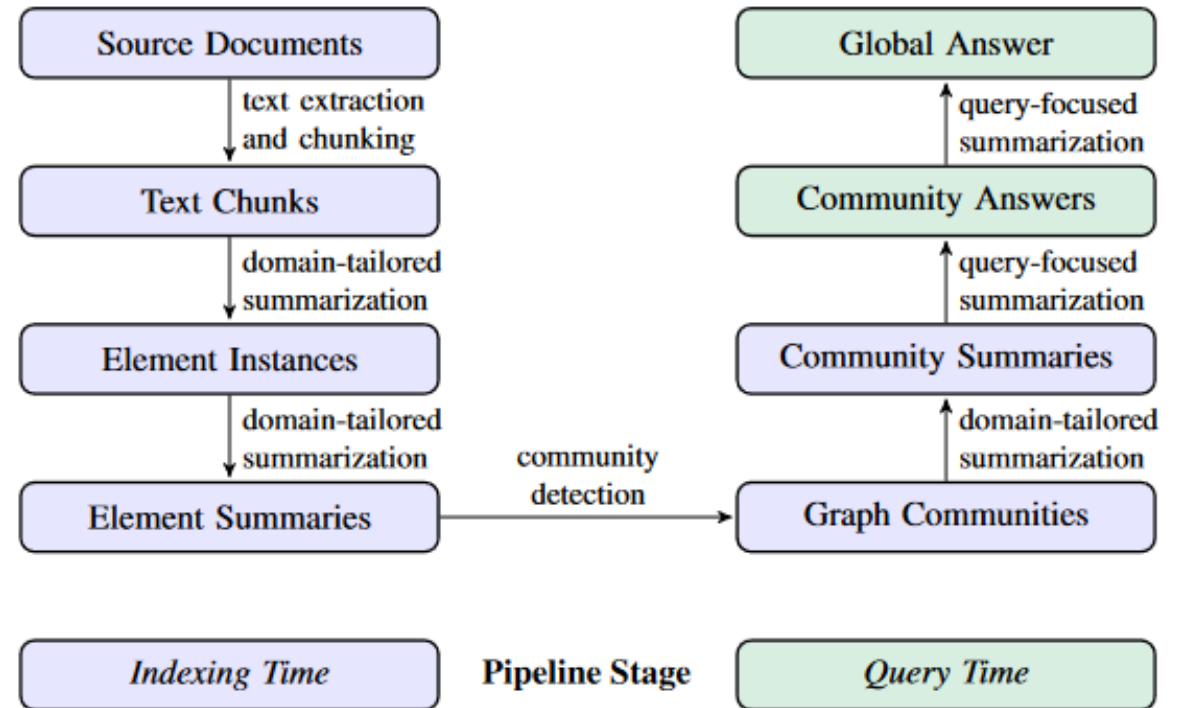 Source Documents
text extraction
and chunking
Text Chunks
domain-tailored
summarization
Element Instances
domain-tailored
summarization
Element Summaries
community
detection
Graph Communities
domain-tailored
summarization
Community Summaries
query-focused
summarization
Community Answers
query-focused
summarization
Global Answer
Indexing Time
Pipeline Stage
Query Time